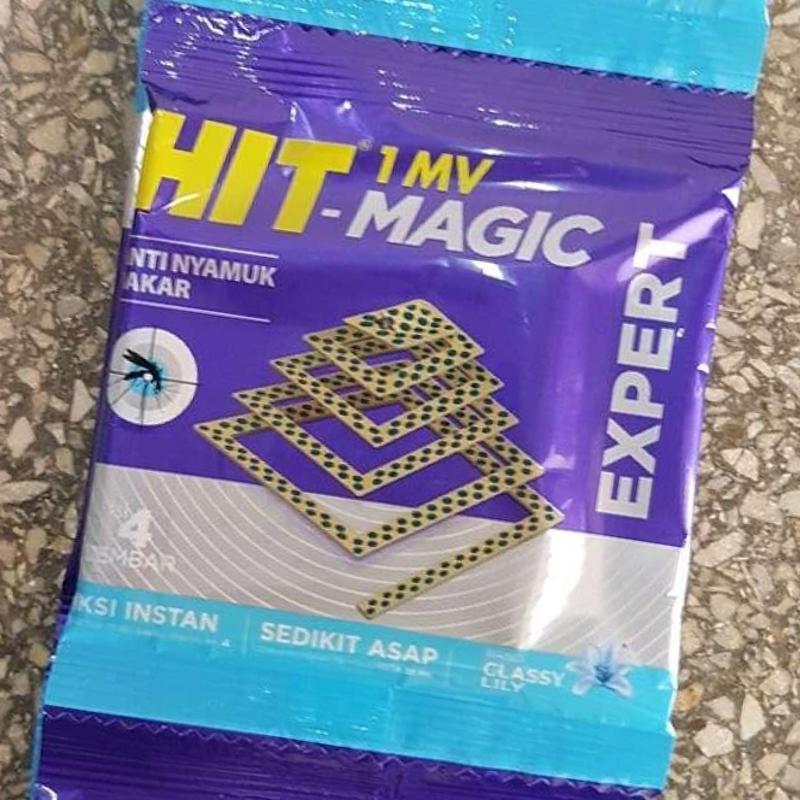 HIT® 1 MV
-MAGIC
EXPERT
NTI NYAMUK
AKAR
4
EMBAR
KSI INSTAN
SEDIKIT ASAP
CLASSY
LILY